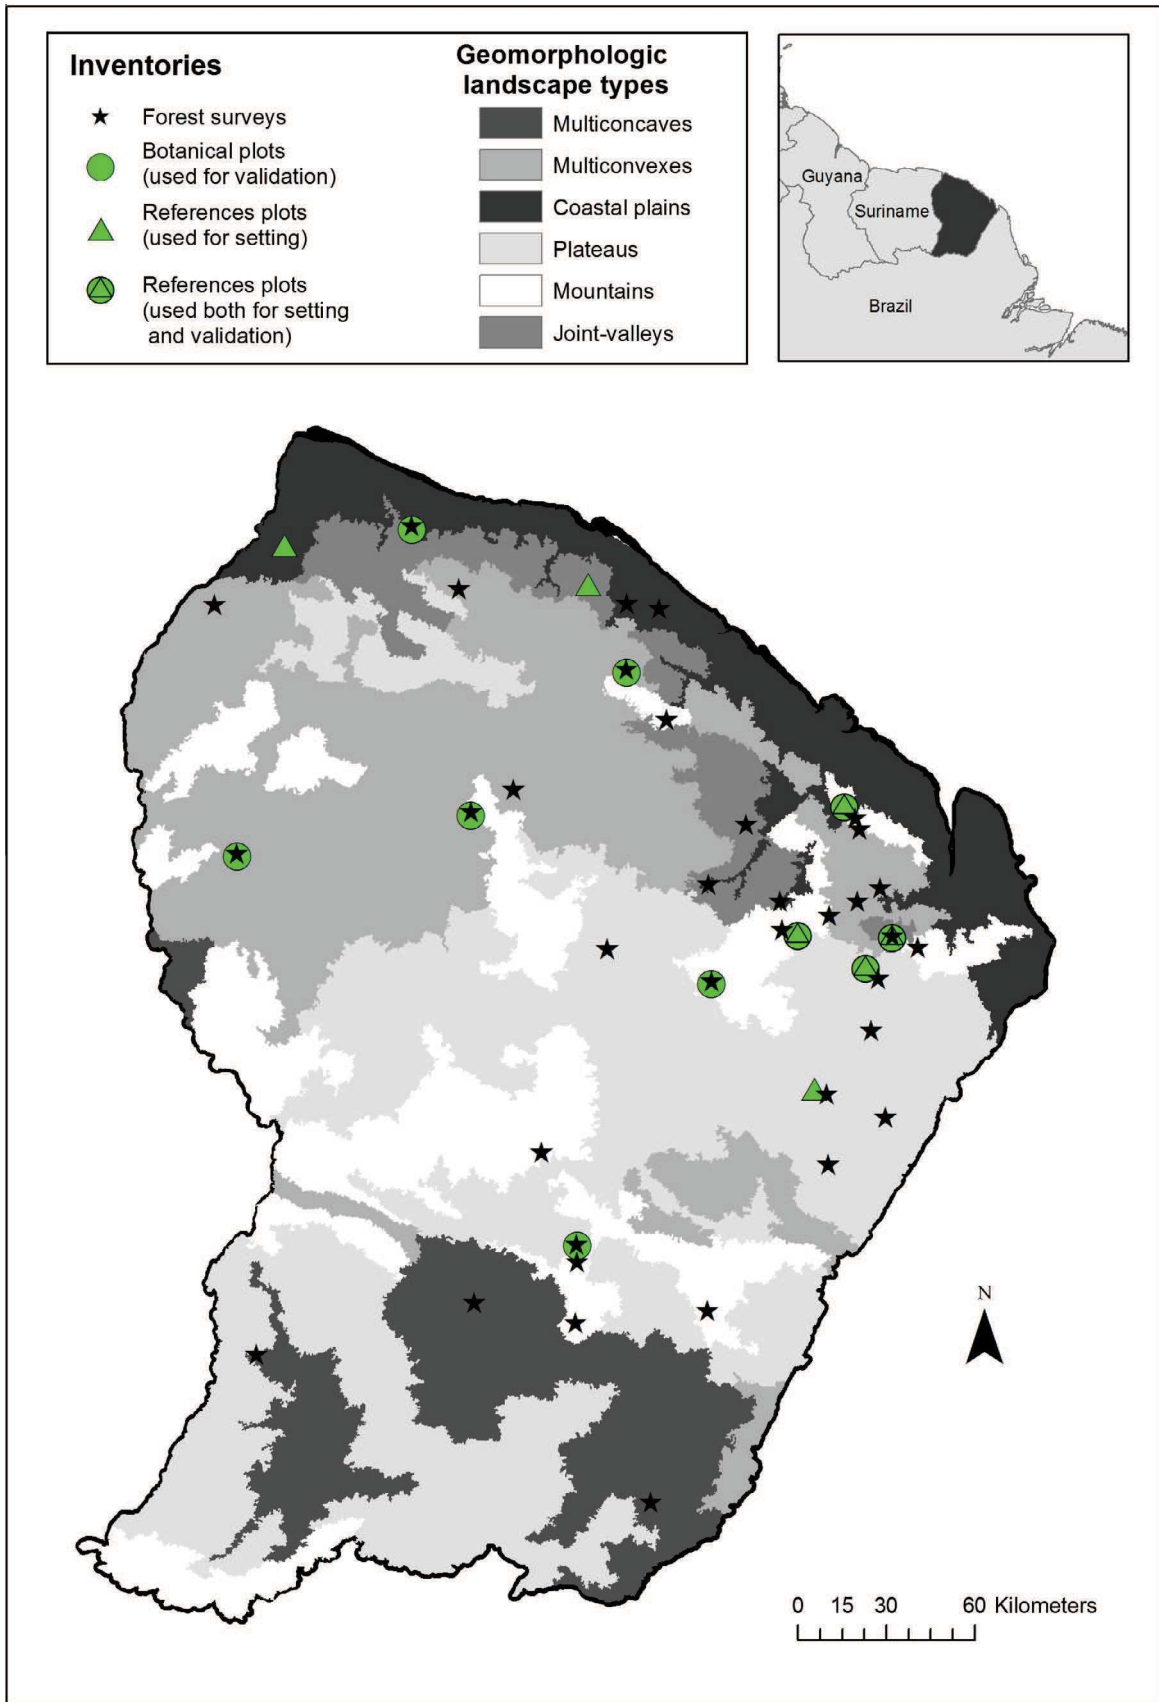 Inventories
Forest surveys
Botanical plots
(used for validation)
References plots
(used for setting)
References plots
(used both for setting
and validation)
Geomorphologic
landscape types
Multiconcaves
Multiconvexes
Coastal plains
Plateaus
Mountains
Joint-valleys
Guyana
Suriname
Brazil
N
0 15 30 60 Kilometers